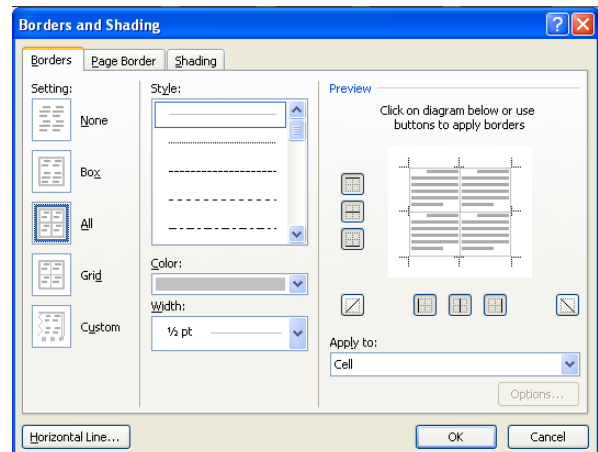 Borders and Shading
Borders
Page Border
Shading
Setting:
None
Box
All
Grid
Custom
Style:
Color:
Width:
½ pt
Preview
Click on diagram below or use
buttons to apply borders
Apply to:
Cell
Options...
Horizontal Line...
OK
Cancel